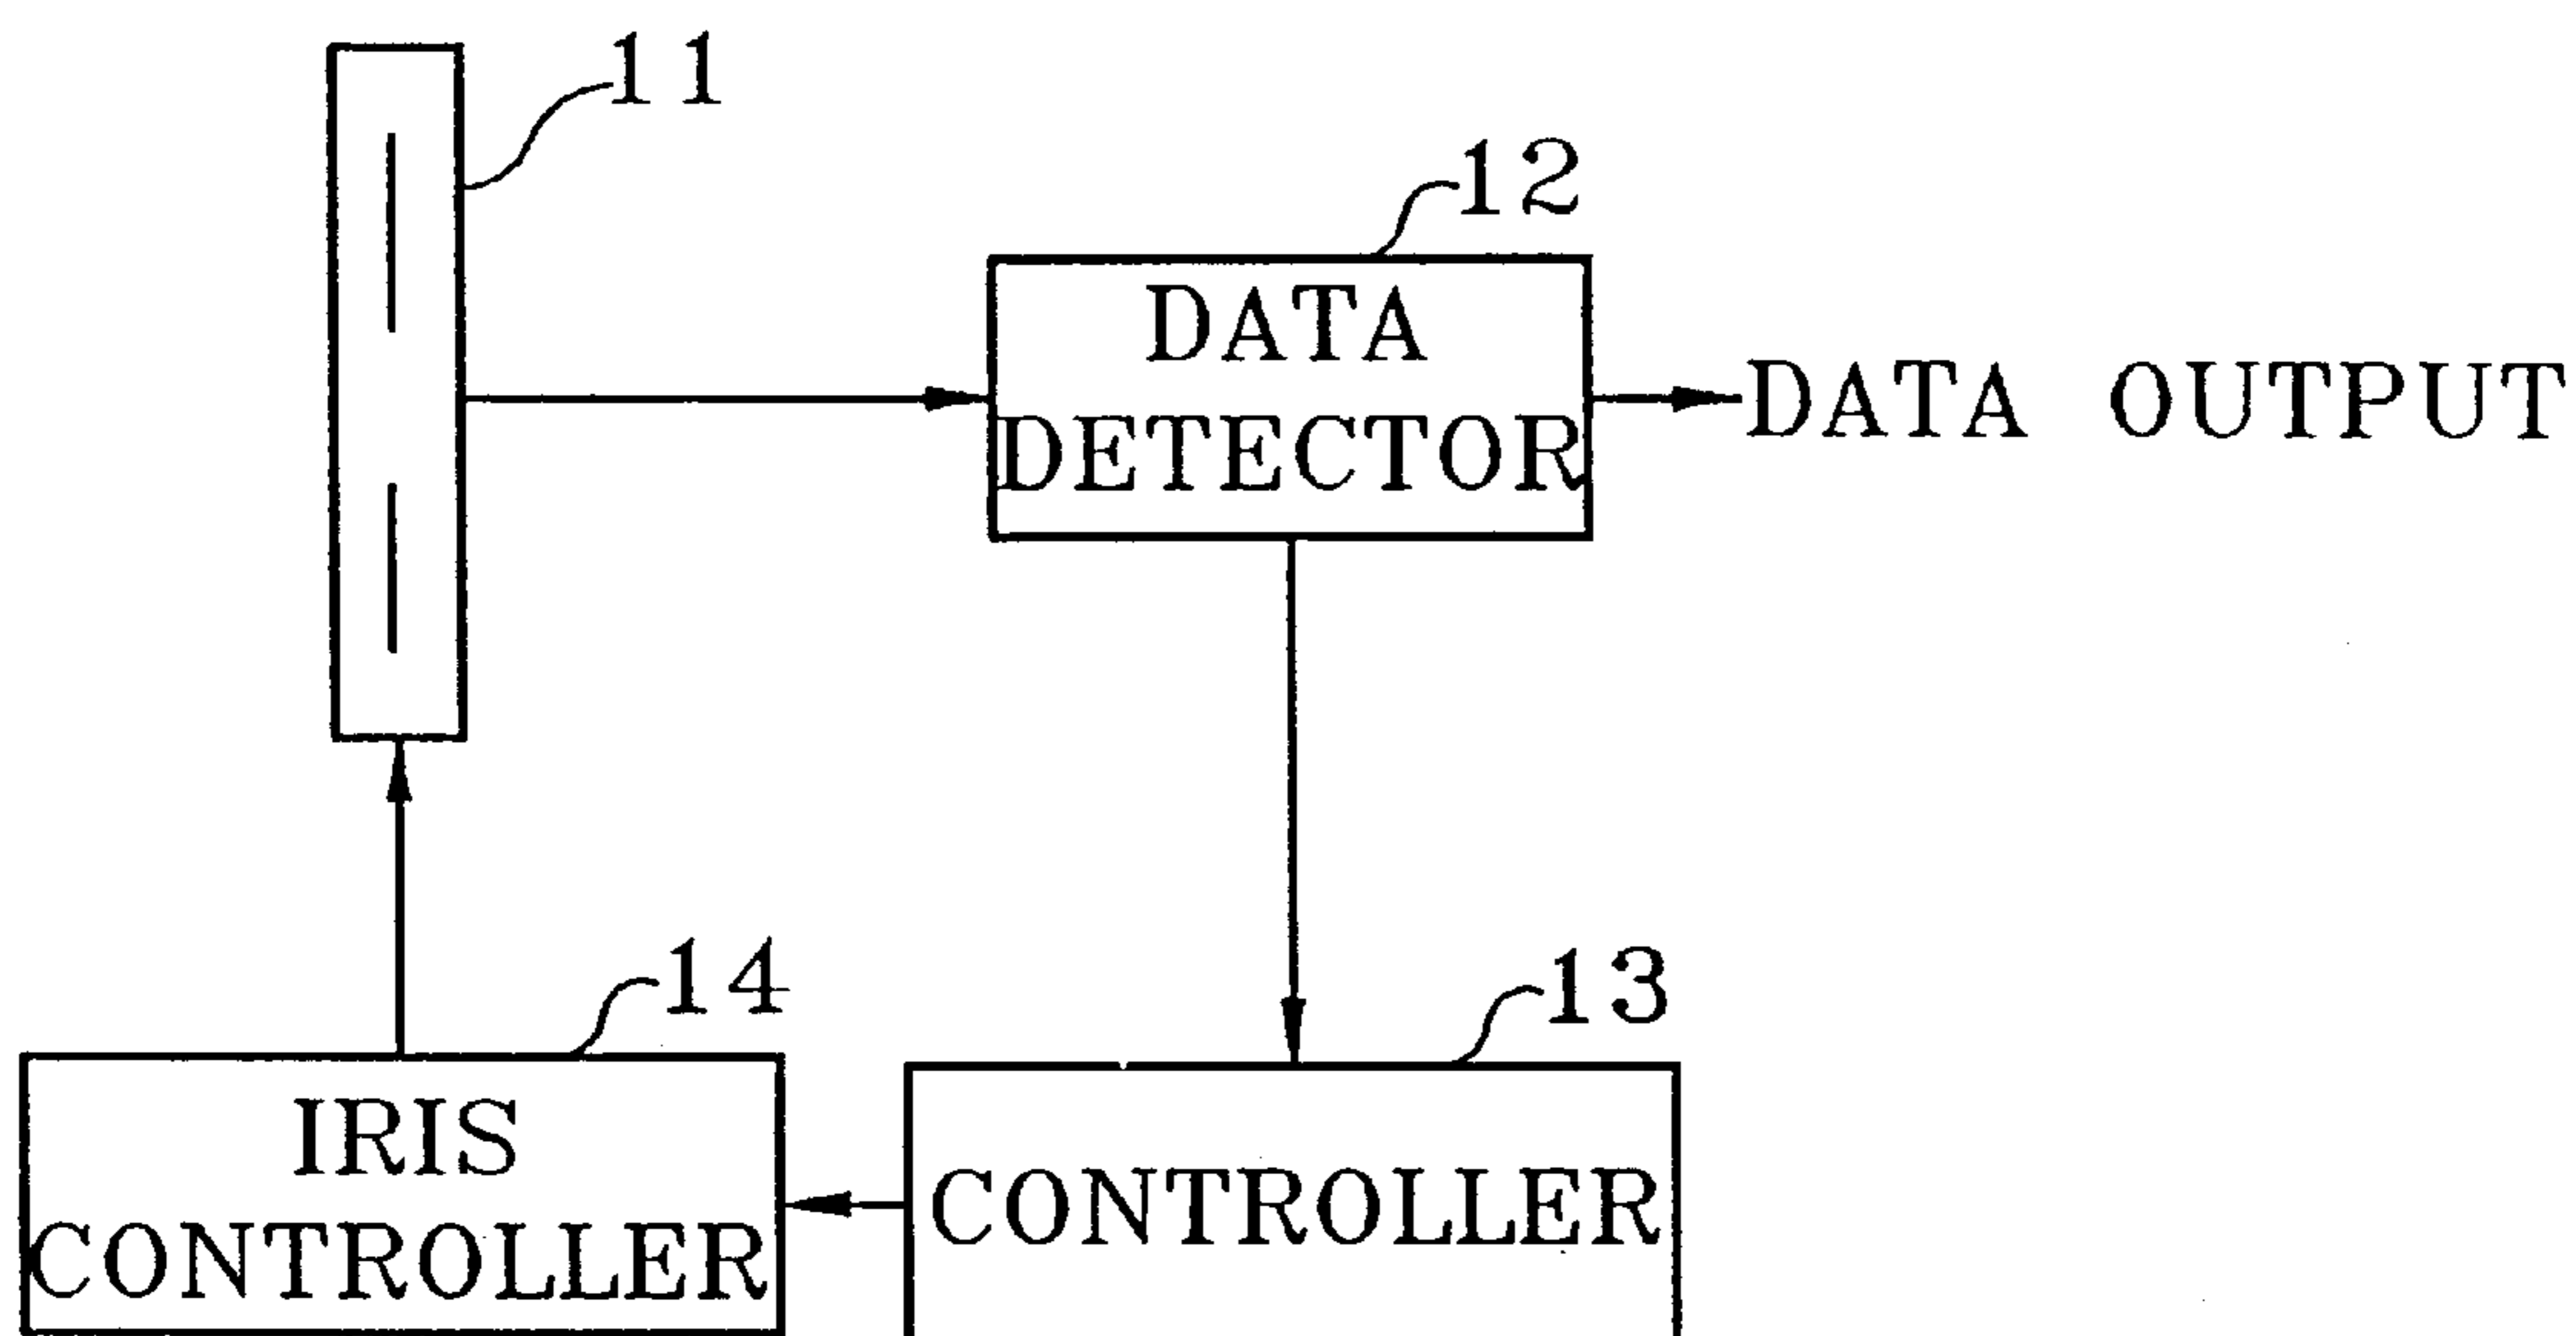 11
12
DATA
DETECTOR
DATA OUTPUT
14
13
IRIS
CONTROLLER
CONTROLLER